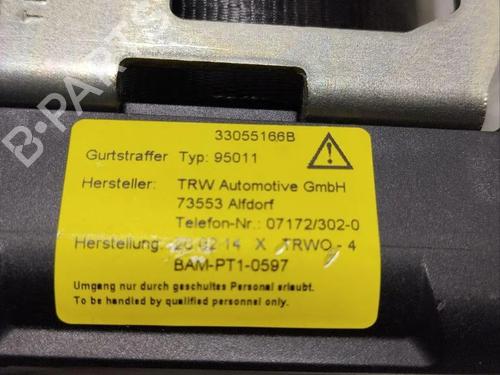 B-PARTS
33055166B
Gurtstraffer Typ: 95011
Hersteller: TRW Automotive GmbH
73553 Alfdorf
Telefon-Nr.: 07172/302-0
Herstellung: 26 02 14 X TRWO - 4
BAM-PT1-0597
Umgang nur durch geschultes Personal erlaubt.
To be handled by qualified personnel only.